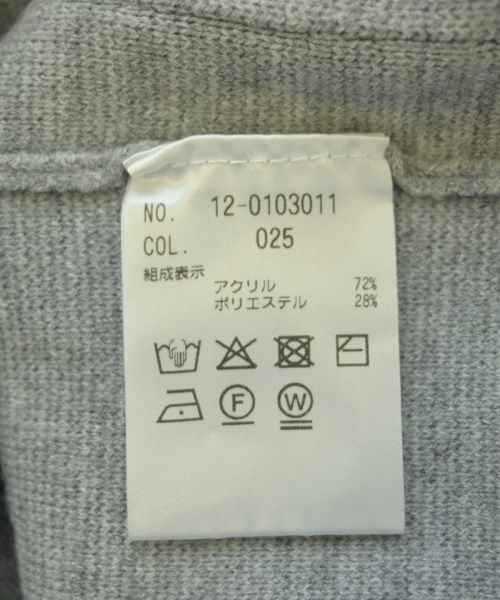 NO. 12-0103011
COL. 025
組成表示
アクリル 72%
ポリエステル 28%
F W